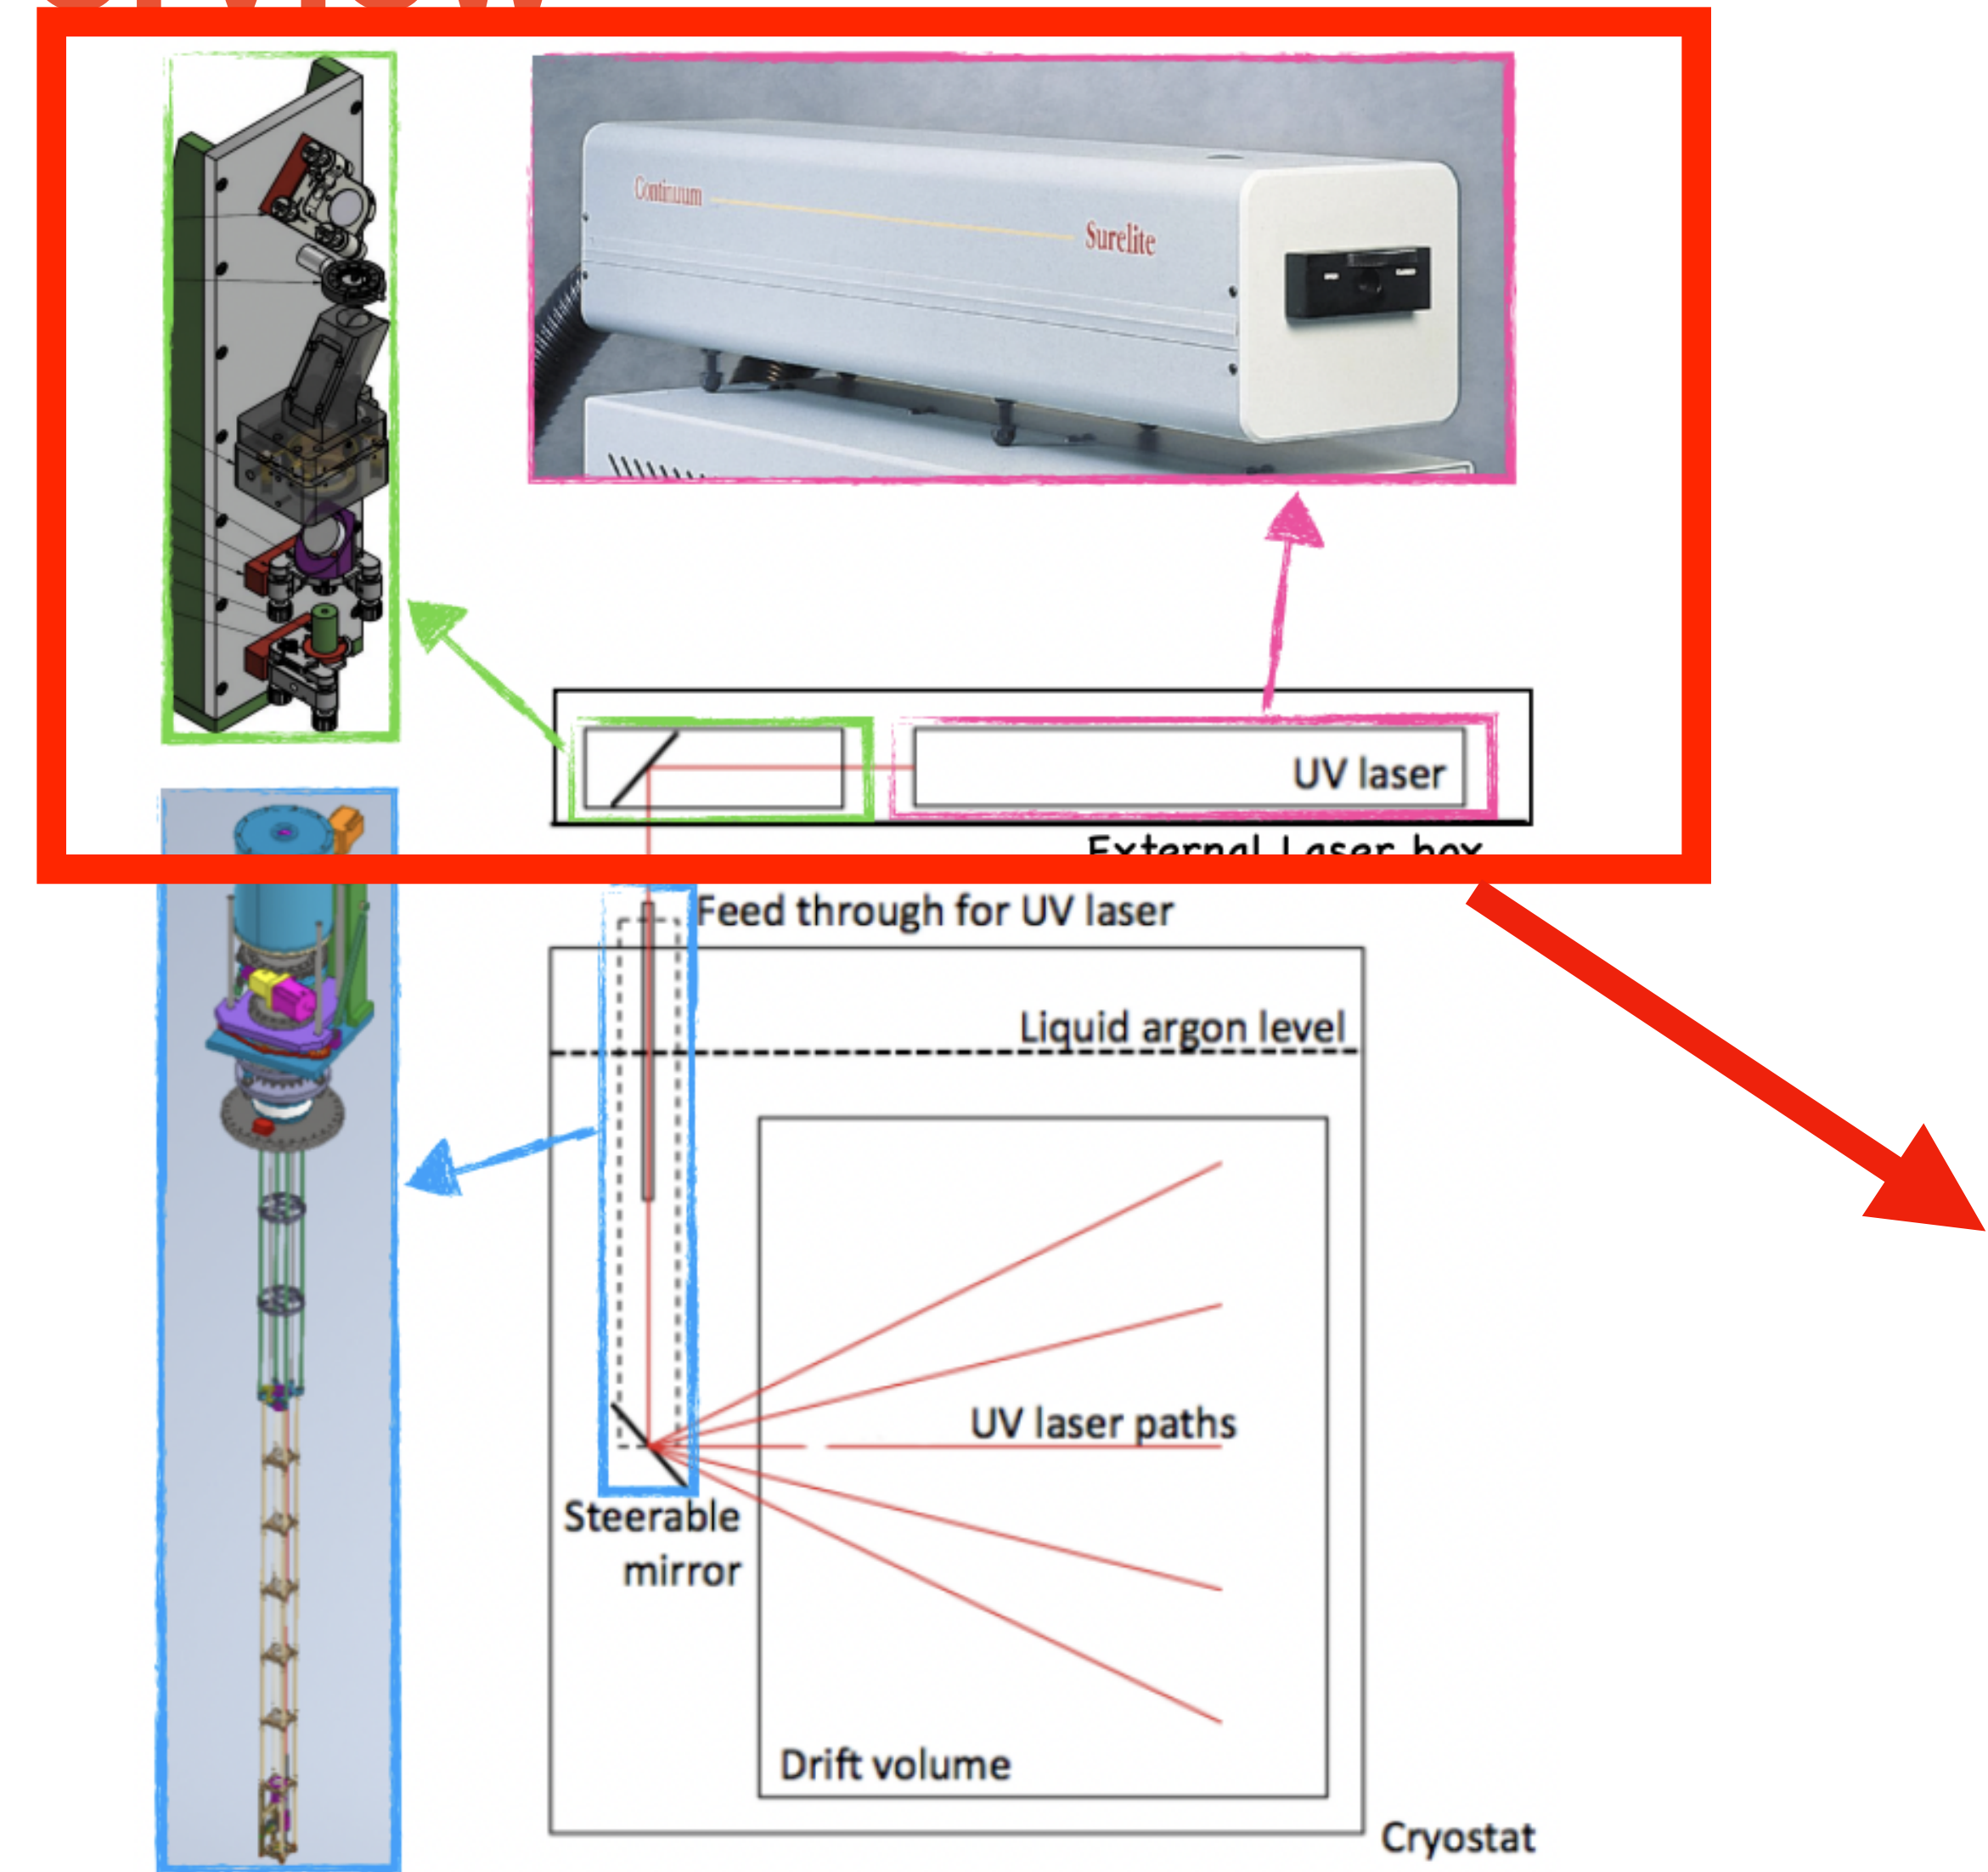 Continuum
Surelite
UV laser
External Laser box
Feed through for UV laser
Liquid argon level
UV laser paths
Steerable
mirror
Drift volume
Cryostat